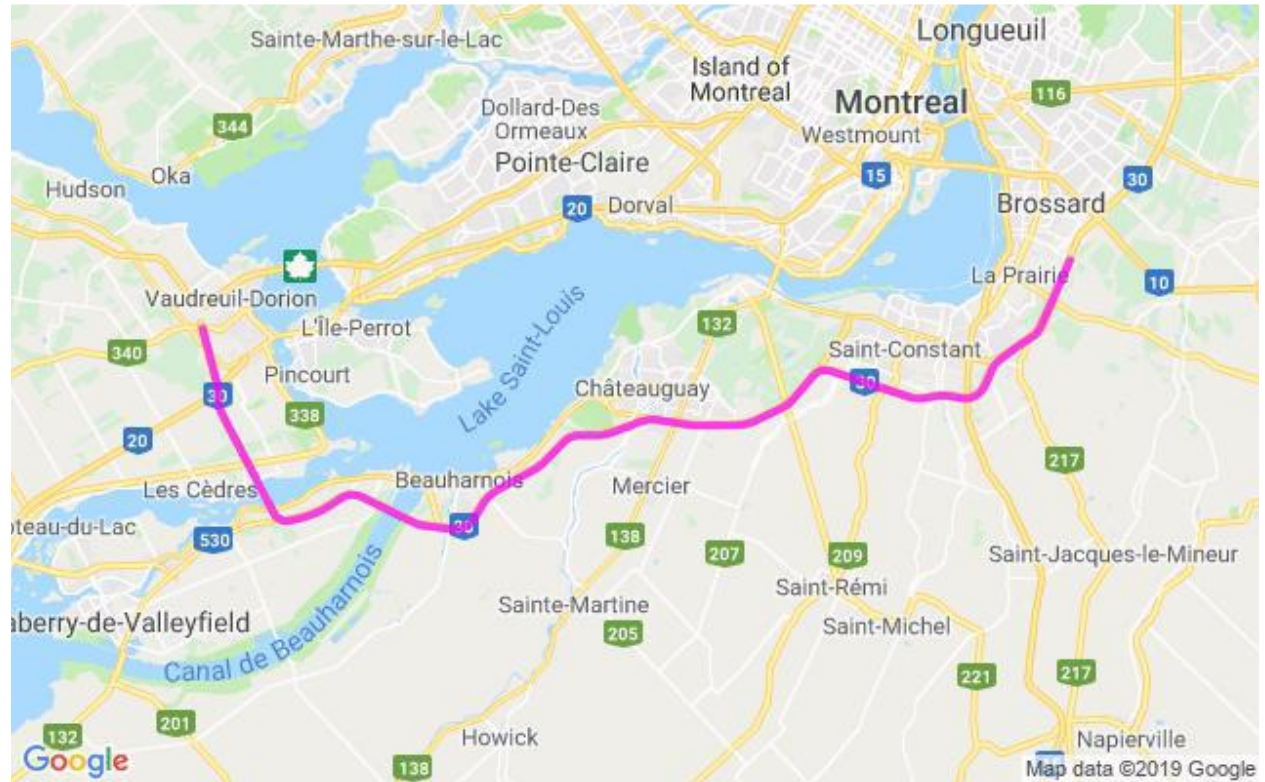 Longueuil
Sainte-Marthe-sur-le-Lac
Island of
Montreal
116
Montreal
Dollard-Des
Ormeaux
344
Westmount
Pointe-Claire
15
30
Oka
Hudson
20
Dorval
Brossard
La Prairie
10
Vaudreuil-Dorion
L'Île-Perrot
132
340
Saint-Constant
Lake Saint-Louis
Pincourt
Châteauguay
30
30
338
20
217
Beauharnois
Mercier
Les Cèdres
oteau-du-Lac
530
30
138
207
209
Saint-Jacques-le-Mineur
Saint-Rémi
Sainte-Martine
aberry-de-Valleyfield
205
Saint-Michel
Canal de Beauharnois
221
217
201
132
Howick
Napierville
Google
138
Map data ©2019 Google